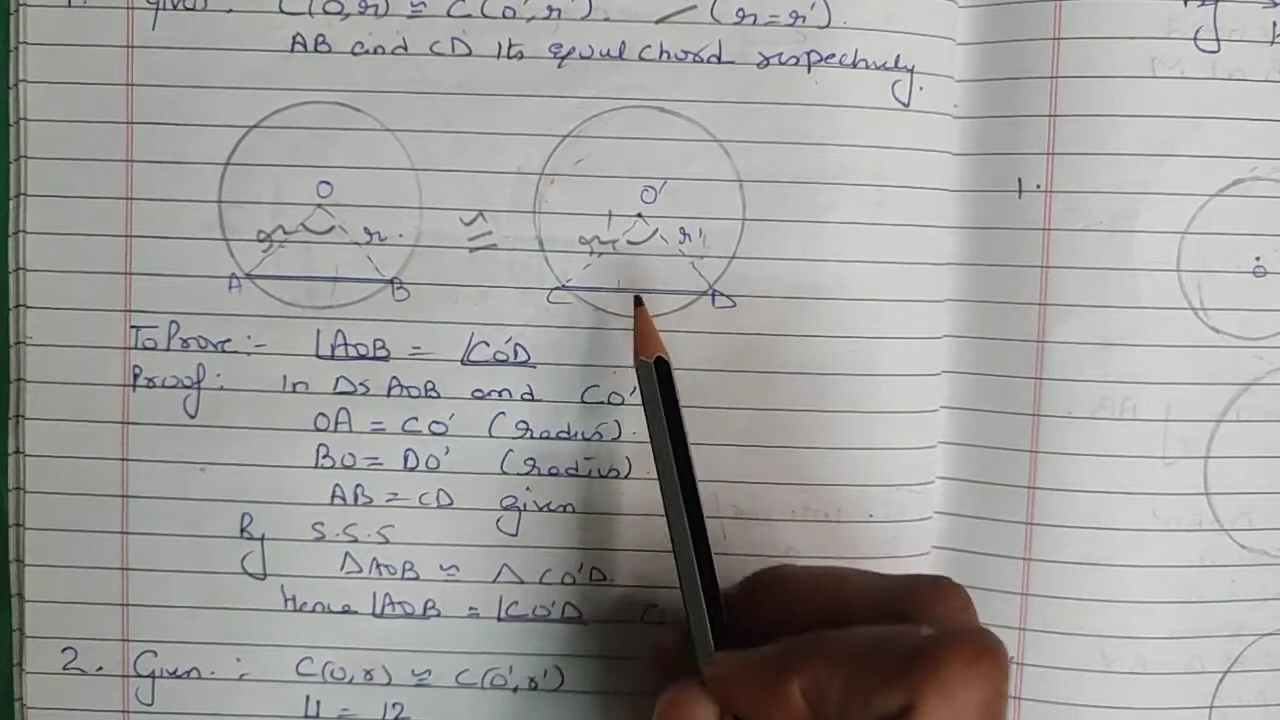 given. C(O,r) ≅ C(O',r'). (r=r').
AB and CD Its equal chord respectively.
O
r r.
A B
≅
O'
r r'
C D
1.
To Prove:- ∠AOB = ∠CO'D
Proof: In Δs AOB and CO'
OA = CO' (radius).
BO = DO' (radius).
AB = CD given
By S.S.S
ΔAOB ≅ ΔCO'D.
Hence ∠AOB = ∠CO'D
2. Given.: C(O,r) ≅ C(O',r')